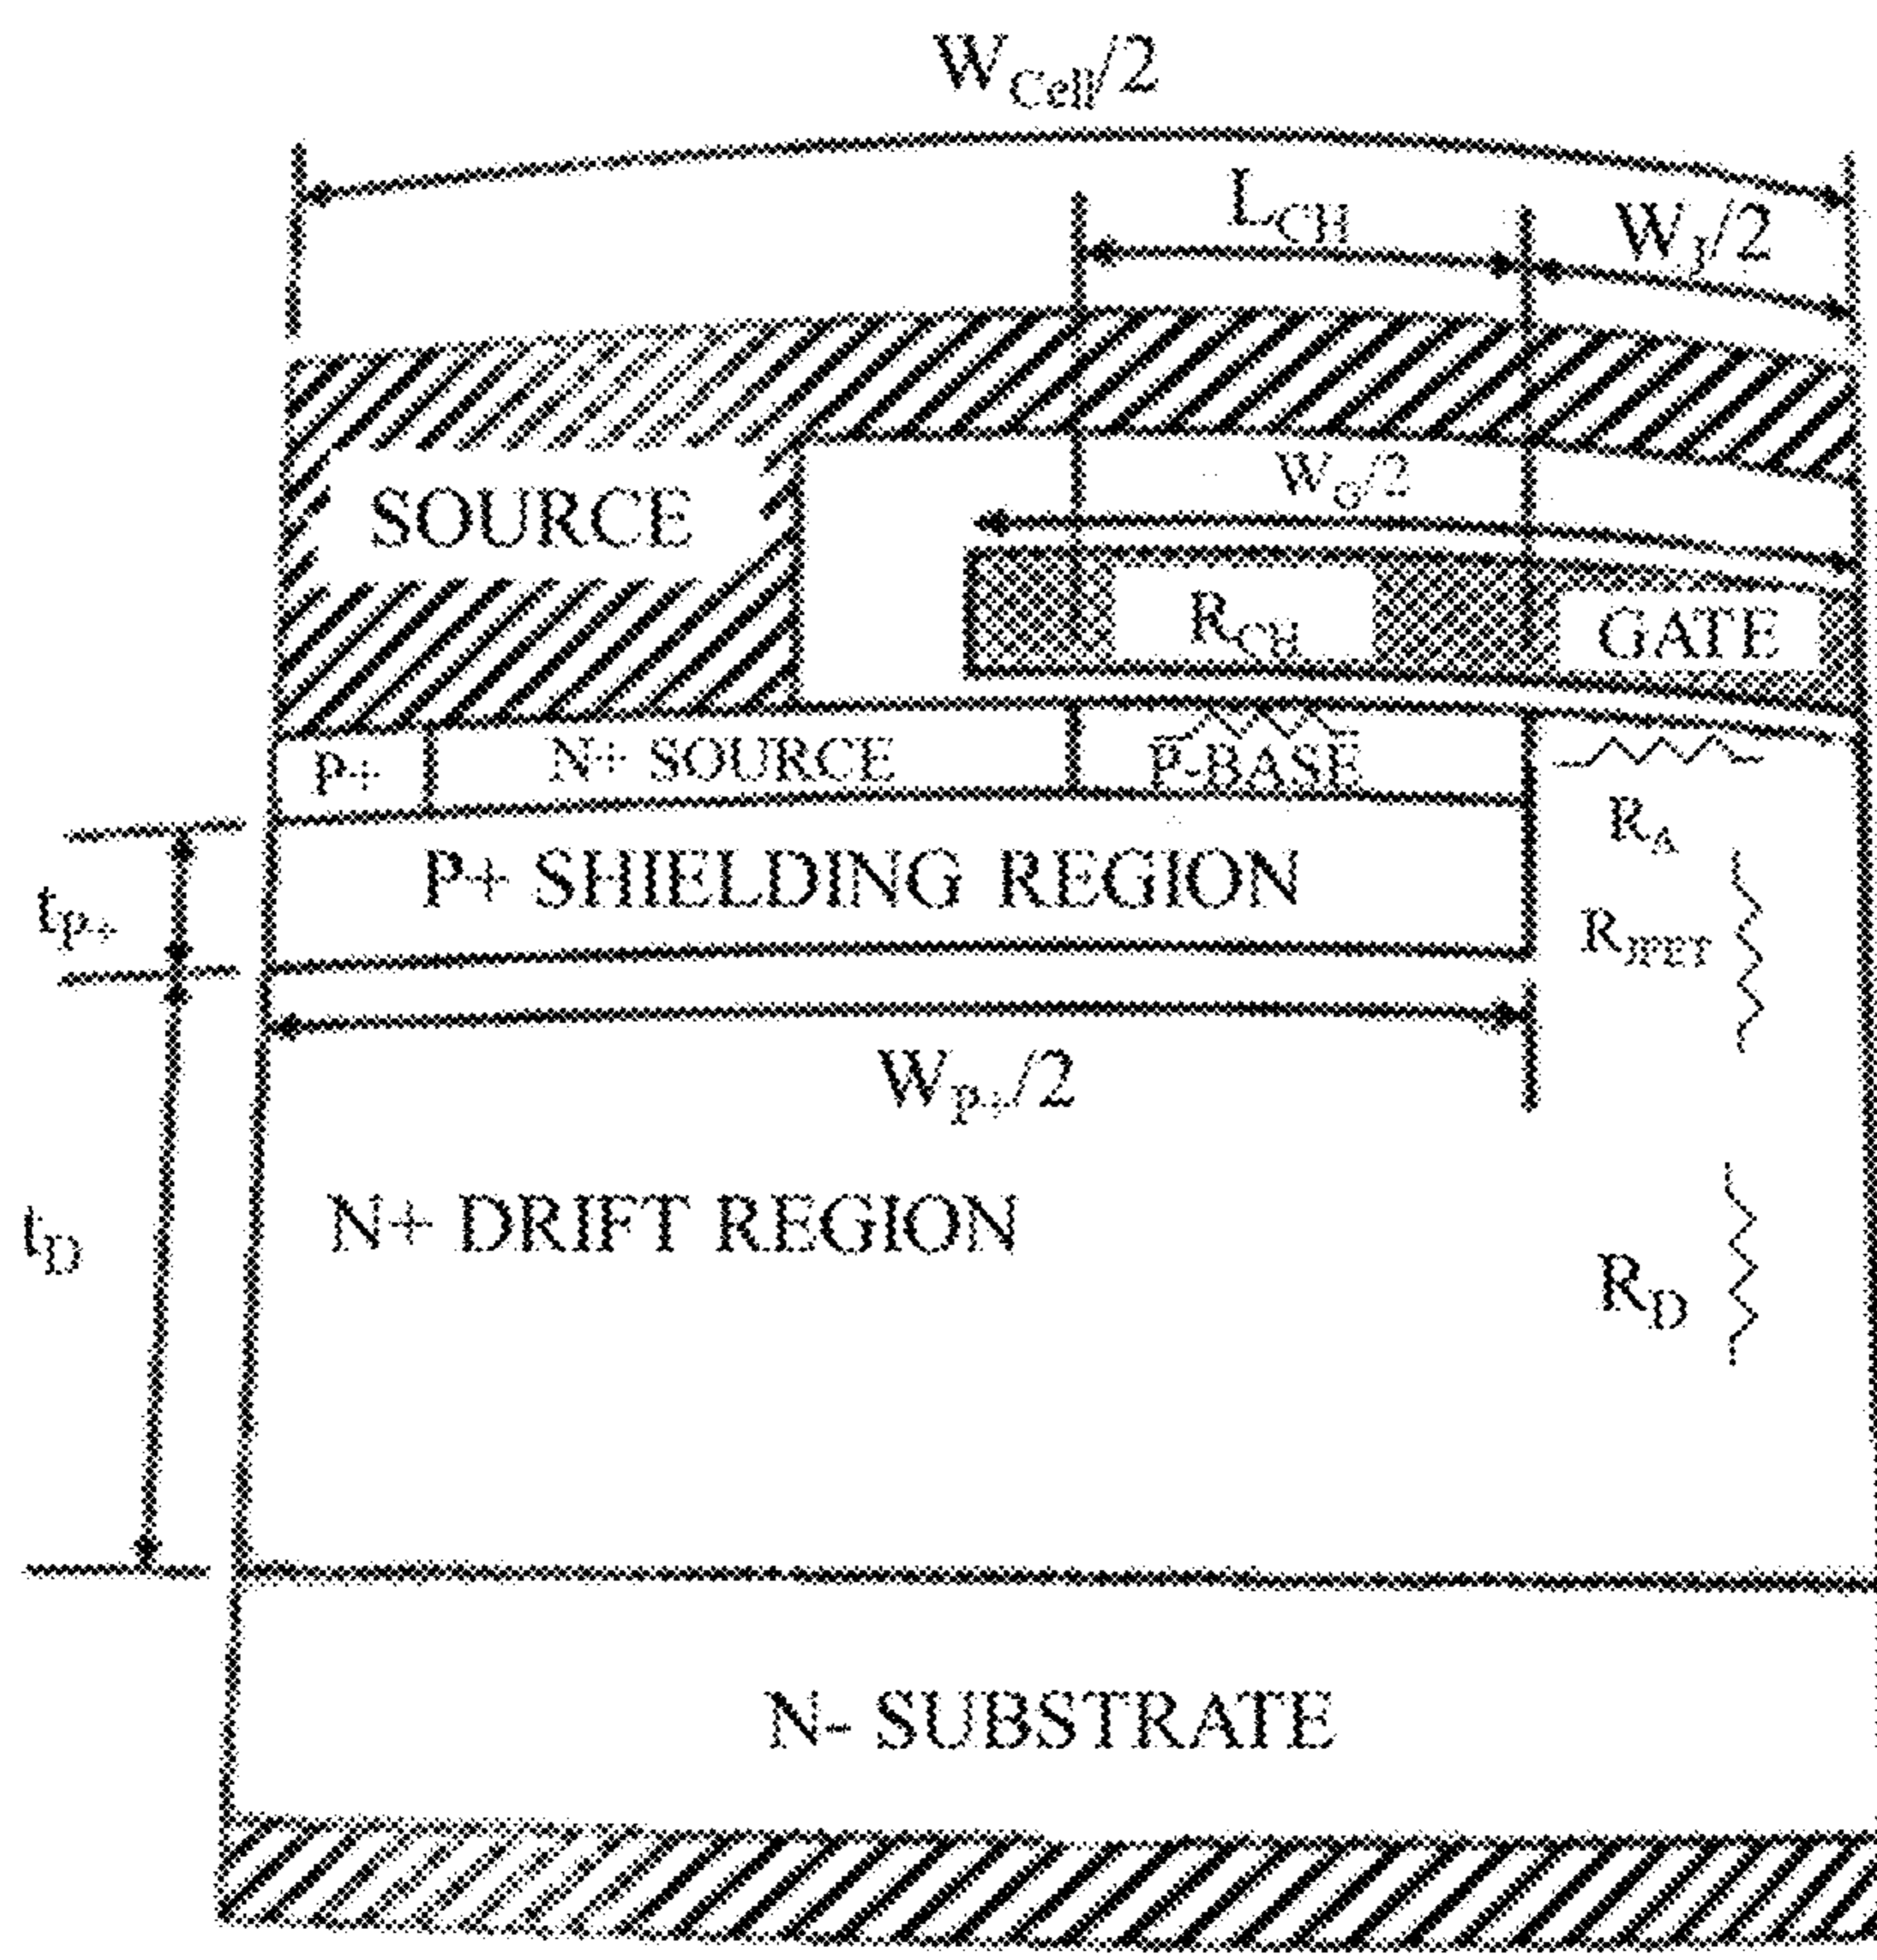 W_Cell/2
L_CH
W_J/2
W_G/2
SOURCE
R_CH
GATE
P+
N+ SOURCE
P-BASE
R_A
P+ SHIELDING REGION
t_P+
R_JFET
W_P+/2
N+ DRIFT REGION
t_D
R_D
N- SUBSTRATE